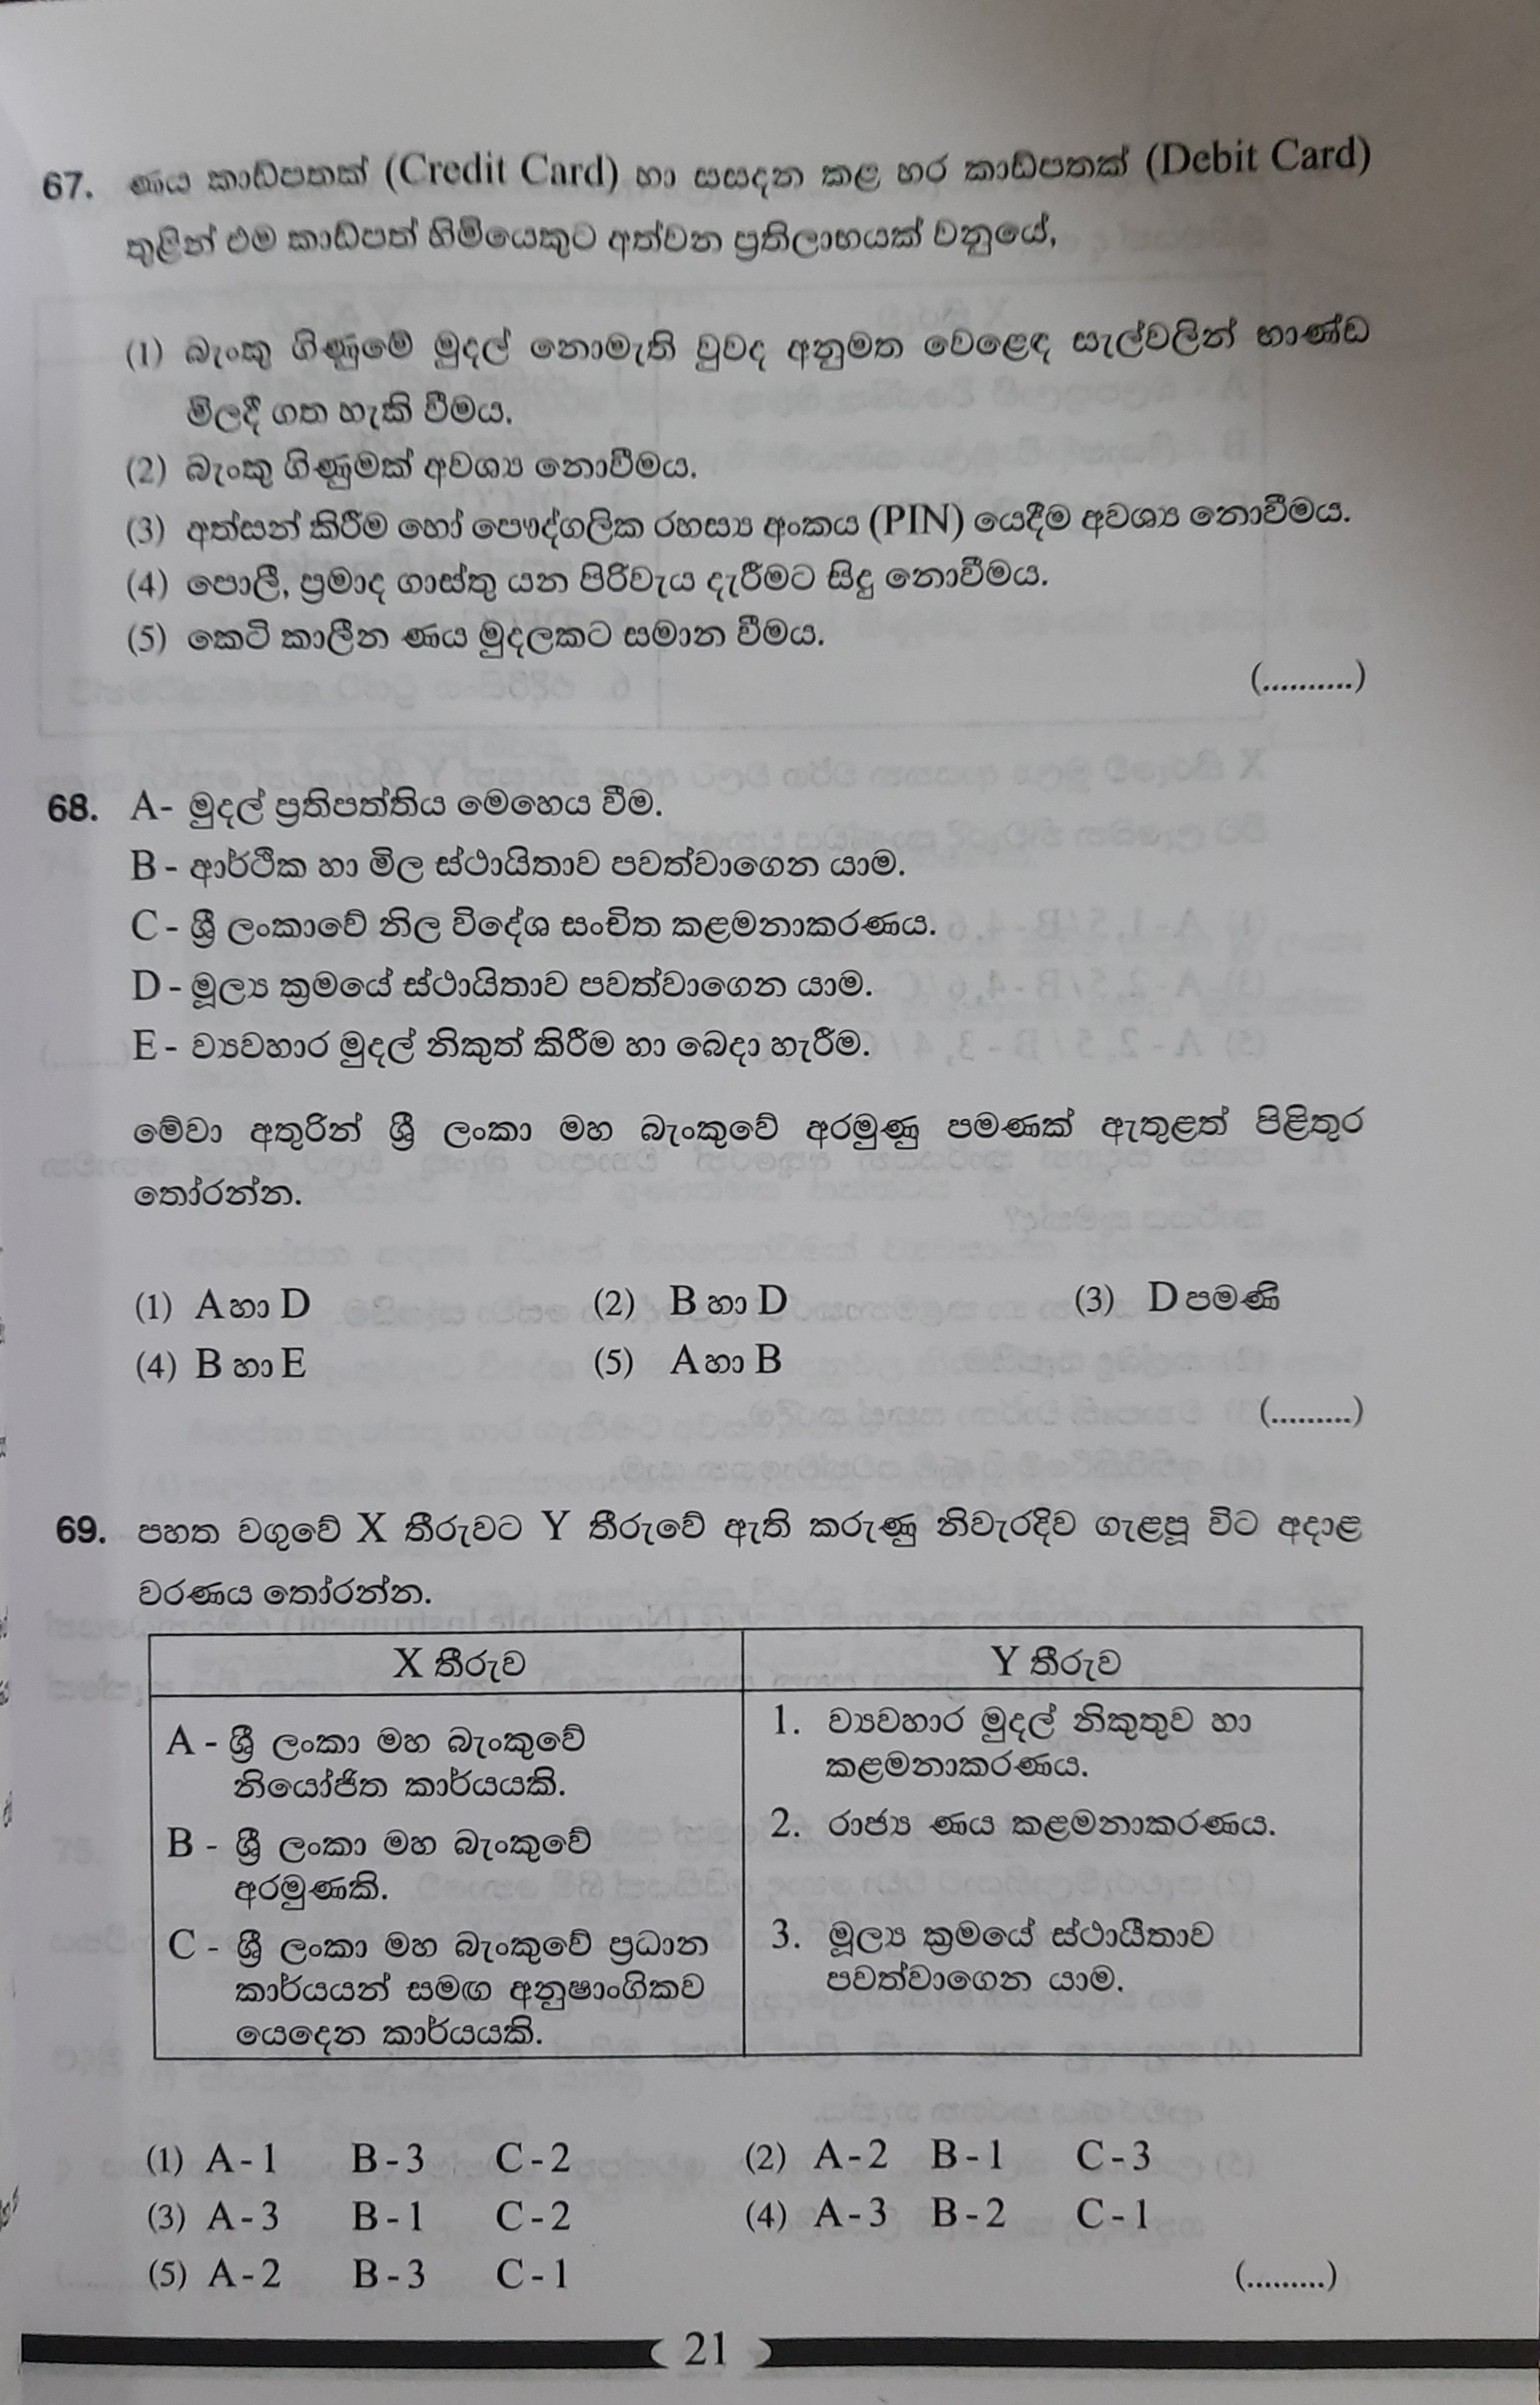 67. ණය කාඩ්පතක් (Credit Card) හා සසදන කළ හර කාඩ්පතක් (Debit Card)
තුළින් එම කාඩ්පත් හිමියෙකුට අත්වන ප්‍රතිලාභයක් වනුයේ,
(1) බැංකු ගිණුමේ මුදල් නොමැති වුවද අනුමත වෙළෙඳ සැල්වලින් භාණ්ඩ
මිලදී ගත හැකි වීමය.
(2) බැංකු ගිණුමක් අවශ්‍ය නොවීමය.
(3) අත්සන් කිරීම හෝ පෞද්ගලික රහස්‍ය අංකය (PIN) යෙදීම අවශ්‍ය නොවීමය.
(4) පොලී, ප්‍රමාද ගාස්තු යන පිරිවැය දැරීමට සිදු නොවීමය.
(5) කෙටි කාලීන ණය මුදලකට සමාන වීමය.
(..........)
68. A- මුදල් ප්‍රතිපත්තිය මෙහෙය වීම.
B - ආර්ථික හා මිල ස්ථායිතාව පවත්වාගෙන යාම.
C - ශ්‍රී ලංකාවේ නිල විදේශ සංචිත කළමනාකරණය.
D - මූල්‍ය ක්‍රමයේ ස්ථායිතාව පවත්වාගෙන යාම.
E - ව්‍යවහාර මුදල් නිකුත් කිරීම හා බෙදා හැරීම.
මේවා අතුරින් ශ්‍රී ලංකා මහ බැංකුවේ අරමුණු පමණක් ඇතුළත් පිළිතුර
තෝරන්න.
(1) A හා D (2) B හා D (3) D පමණි
(4) B හා E (5) A හා B
(.........)
69. පහත වගුවේ X තීරුවට Y තීරුවේ ඇති කරුණු නිවැරදිව ගැළපූ විට අදාළ
වරණය තෝරන්න.
X තීරුව
A - ශ්‍රී ලංකා මහ බැංකුවේ
නියෝජිත කාර්යයකි.
B - ශ්‍රී ලංකා මහ බැංකුවේ
අරමුණකි.
C - ශ්‍රී ලංකා මහ බැංකුවේ ප්‍රධාන
කාර්යයන් සමඟ අනුෂාංගිකව
යෙදෙන කාර්යයකි.
Y තීරුව
1. ව්‍යවහාර මුදල් නිකුතුව හා
කළමනාකරණය.
2. රාජ්‍ය ණය කළමනාකරණය.
3. මූල්‍ය ක්‍රමයේ ස්ථායීතාව
පවත්වාගෙන යාම.
(1) A - 1 B - 3 C - 2 (2) A - 2 B - 1 C - 3
(3) A - 3 B - 1 C - 2 (4) A - 3 B - 2 C - 1
(5) A - 2 B - 3 C - 1 (.........)
21